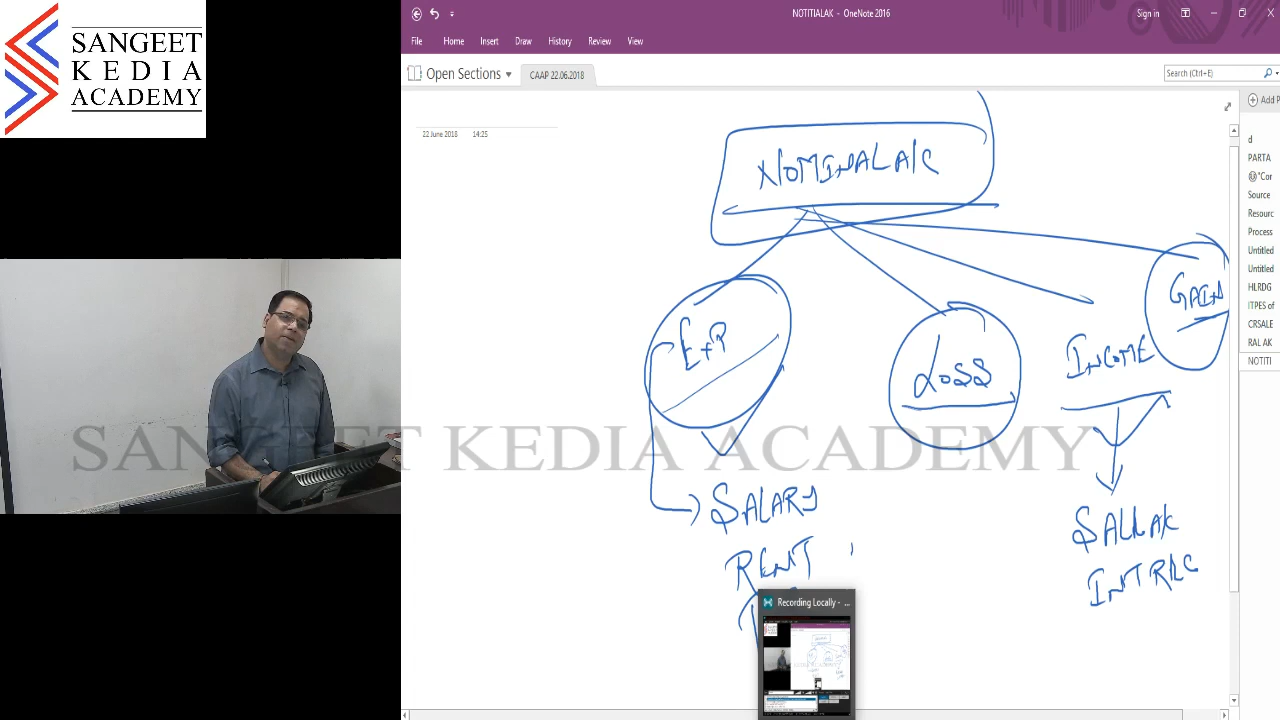 SANGEET
KEDIA
ACADEMY
NOTITIALAK - OneNote 2016
Sign in
File Home Insert Draw History Review View
Open Sections
CAAP 22.06.2018
Search (Ctrl+E)
Add P
22 June 2018 14:25
d
PARTA
"Cor
Source
Resourc
Process
Untitled
Untitled
HLRDG
ITPES of
CRSALE
RAL AK
NOTITI
NOMINALA/C
EXP
LOSS
INCOME
GAIN
SANGEET KEDIA ACADEMY
SALARY
RENT
SALLAK
INTREC
Recording Locally - ...